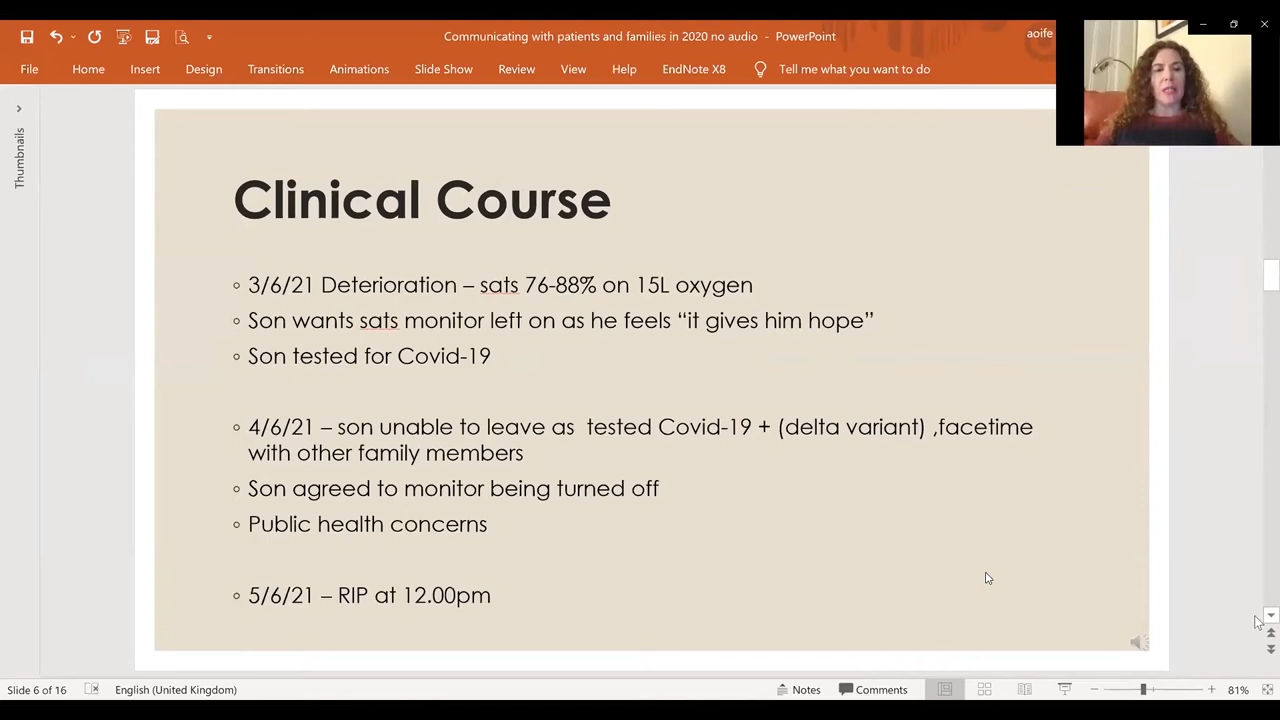 Communicating with patients and families in 2020 no audio - PowerPoint
aoife
File Home Insert Design Transitions Animations Slide Show Review View Help EndNote X8 Tell me what you want to do
Thumbnails
Clinical Course
◦ 3/6/21 Deterioration – sats 76-88% on 15L oxygen
◦ Son wants sats monitor left on as he feels “it gives him hope”
◦ Son tested for Covid-19
◦ 4/6/21 – son unable to leave as  tested Covid-19 + (delta variant) ,facetime
with other family members
◦ Son agreed to monitor being turned off
◦ Public health concerns
◦ 5/6/21 – RIP at 12.00pm
Slide 6 of 16 English (United Kingdom) Notes Comments 81%